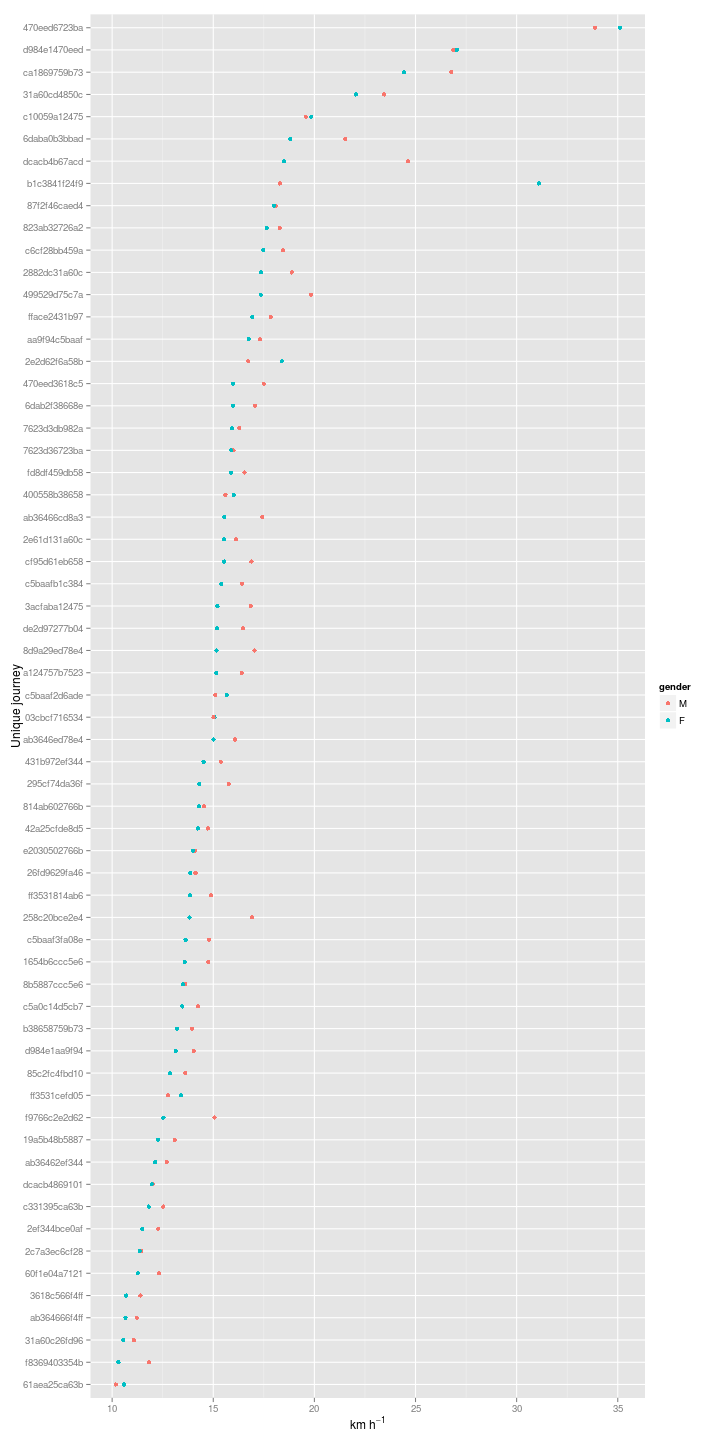 470eed6723ba
d984e1470eed
ca1869759b73
31a60cd4850c
c10059a12475
6daba0b3bbad
dcacb4b67acd
b1c3841f24f9
87f2f46caed4
823ab32726a2
c6cf28bb459a
2882dc31a60c
499529d75c7a
fface2431b97
aa9f94c5baaf
2e2d62f6a58b
470eed3618c5
6dab2f38668e
7623d3db982a
7623d36723ba
fd8df459db58
400558b38658
ab36466cd8a3
2e61d131a60c
cf95d61eb658
c5baafb1c384
3acfaba12475
de2d97277b04
8d9a29ed78e4
a124757b7523
c5baaf2d6ade
03cbcf716534
ab3646ed78e4
431b972ef344
295cf74da36f
814ab602766b
42a25cfde8d5
e2030502766b
26fd9629fa46
ff3531814ab6
258c20bce2e4
c5baaf3fa08e
1654b6ccc5e6
8b5887ccc5e6
c5a0c14d5cb7
b38658759b73
d984e1aa9f94
85c2fc4fbd10
ff3531cefd05
f9766c2e2d62
19a5b48b5887
ab36462ef344
dcacb4869101
c331395ca63b
2ef344bce0af
2c7a3ec6cf28
60f1e04a7121
3618c566f4ff
ab364666f4ff
31a60c26fd96
f8369403354b
61aea25ca63b
Unique journey
10 15 20 25 30 35
km h⁻¹
gender
M
F